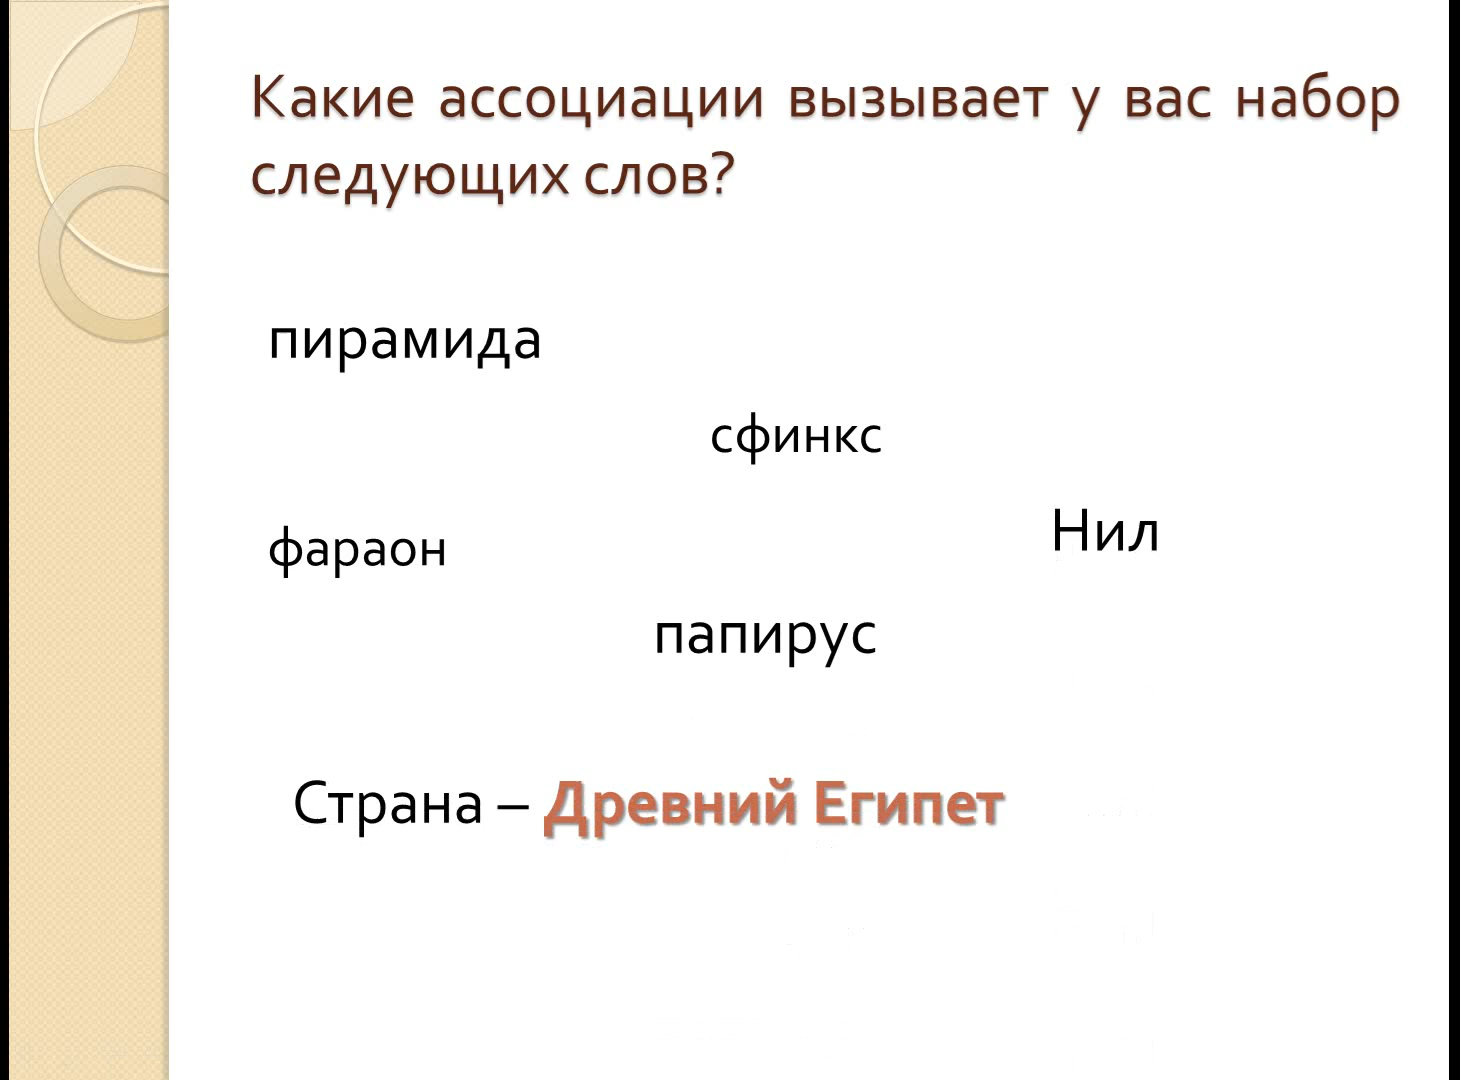 Какие ассоциации вызывает у вас набор
следующих слов?
пирамида
сфинкс
Нил
фараон
папирус
Страна – Древний Египет